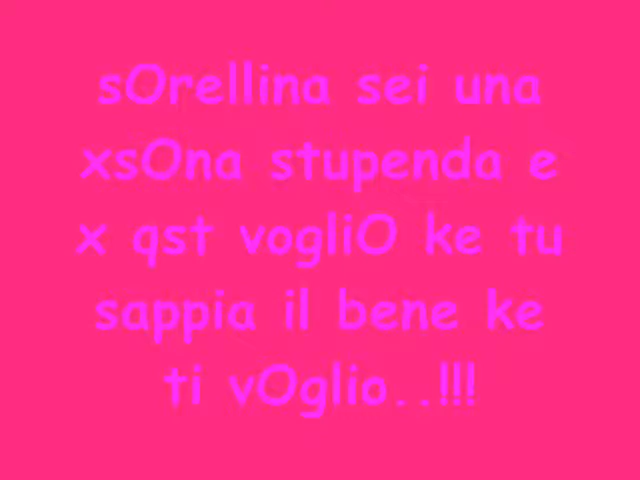 sOrellina sei una
xsOna stupenda e
x qst vogliO ke tu
sappia il bene ke
ti vOglio..!!!